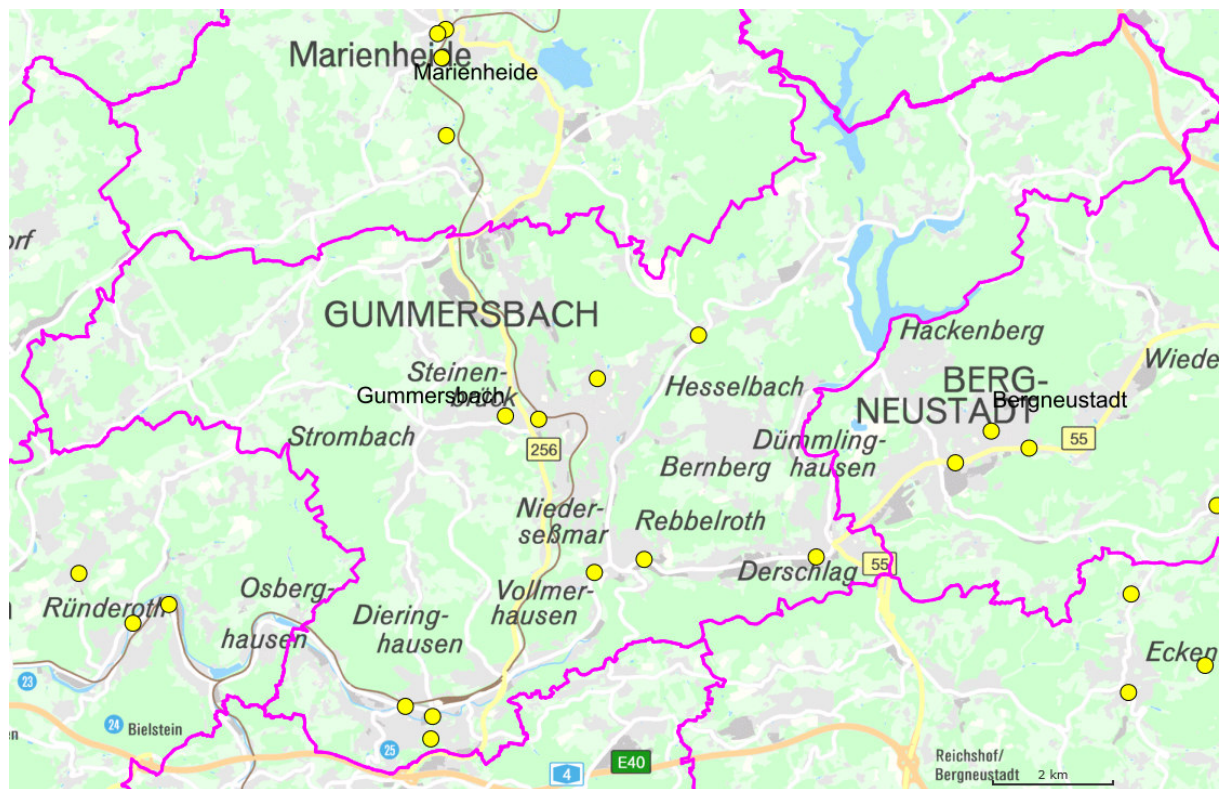 Marienheide
Marienheide
orf
GUMMERSBACH
Hackenberg
Wiede
Steinen-
brück
Gummersbach
Hesselbach
BERG-
NEUSTADT
Bergneustadt
Strombach
256
Dümmling-
hausen
Bernberg
55
Nieder-
seßmar
Rebbelroth
55
Derschlag
Ründeroth
Osberg-
hausen
Diering-
hausen
Vollmer-
hausen
Ecken
23
24
Bielstein
25
en
4
E40
Reichshof/
Bergneustadt
2 km